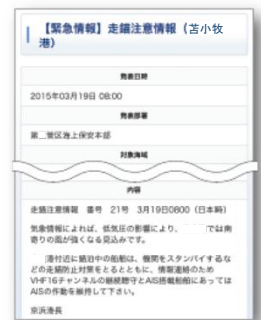 【緊急情報】走錨注意情報（苫小牧
港）
発表日時
2015年03月19日 08:00
発表部署
第 管区海上保安本部
対象海域
内容
走錨注意情報 番号 21号 3月19日0800（日本時）
気象情報によれば、低気圧の影響により、 では南
寄りの風が強くなる見込みです。
港付近に錨泊中の船舶は、機関をスタンバイするな
どの走錨防止対策をとるとともに、情報連絡のため
VHF16チャンネルの継続聴守とAIS搭載船舶にあっては
AISの作動を維持して下さい。
京浜港長